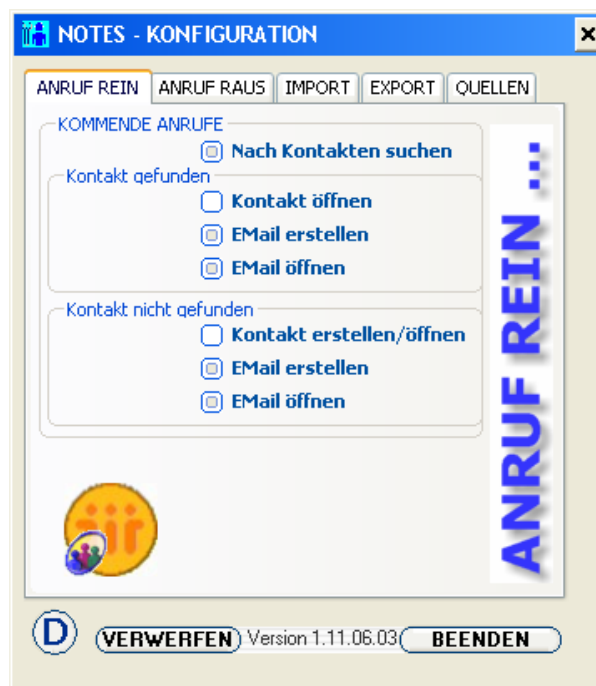 NOTES - KONFIGURATION
ANRUF REIN ANRUF RAUS IMPORT EXPORT QUELLEN
KOMMENDE ANRUFE
Nach Kontakten suchen
Kontakt gefunden
Kontakt öffnen
EMail erstellen
EMail öffnen
Kontakt nicht gefunden
Kontakt erstellen/öffnen
EMail erstellen
EMail öffnen
ANRUF REIN ...
D VERWERFEN Version 1.11.06.03 BEENDEN